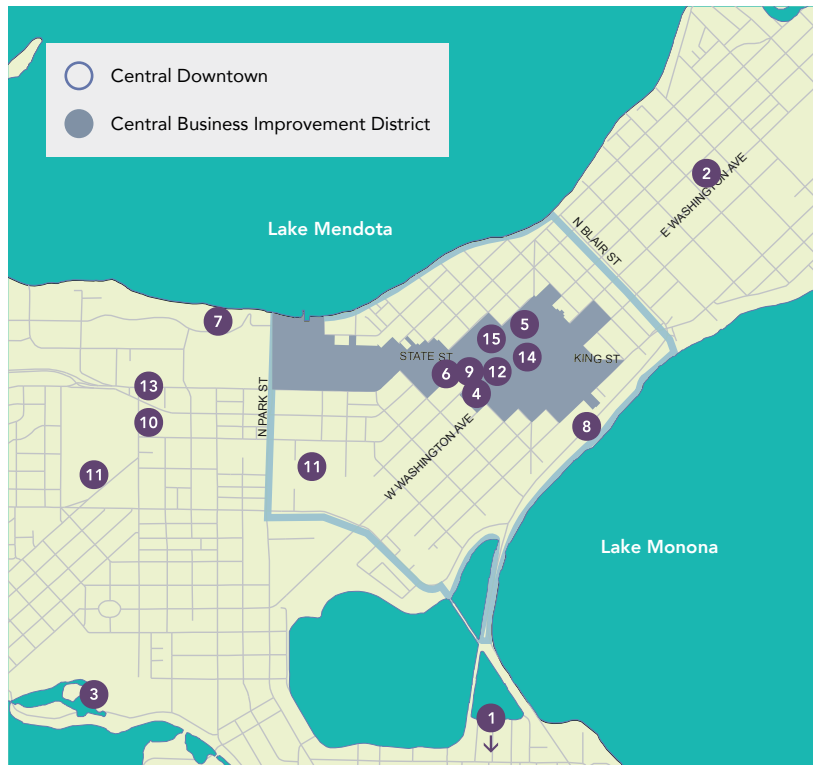 Central Downtown
Central Business Improvement District
2
E WASHINGTON AVE
Lake Mendota
N BLAIR ST
7
5
15
14
STATE ST
KING ST
6
9
12
4
13
10
N PARK ST
8
W WASHINGTON AVE
11
11
Lake Monona
3
1